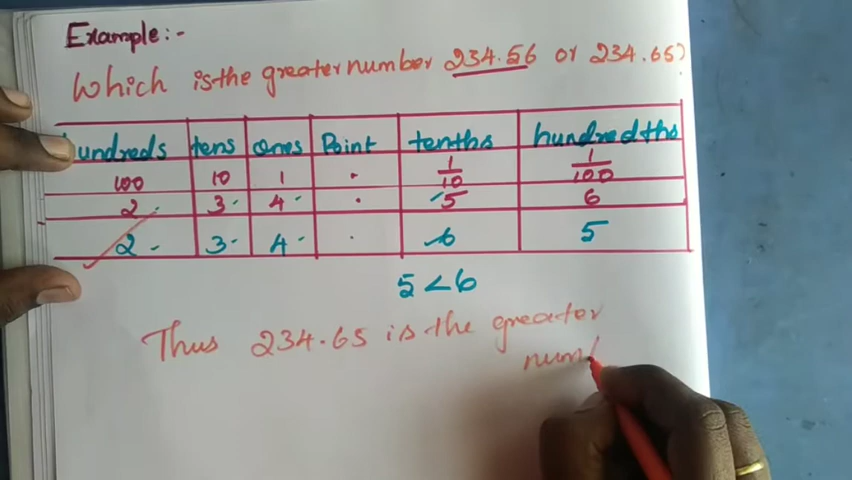 Example:-
Which is the greater number 234.56 or 234.65?
hundreds tens ones Point tenths hundredths
100 10 1 . 1/10 1/100
2 3 4 . 5 6
2 3 4 . 6 5
5 < 6
Thus 234.65 is the greater
num